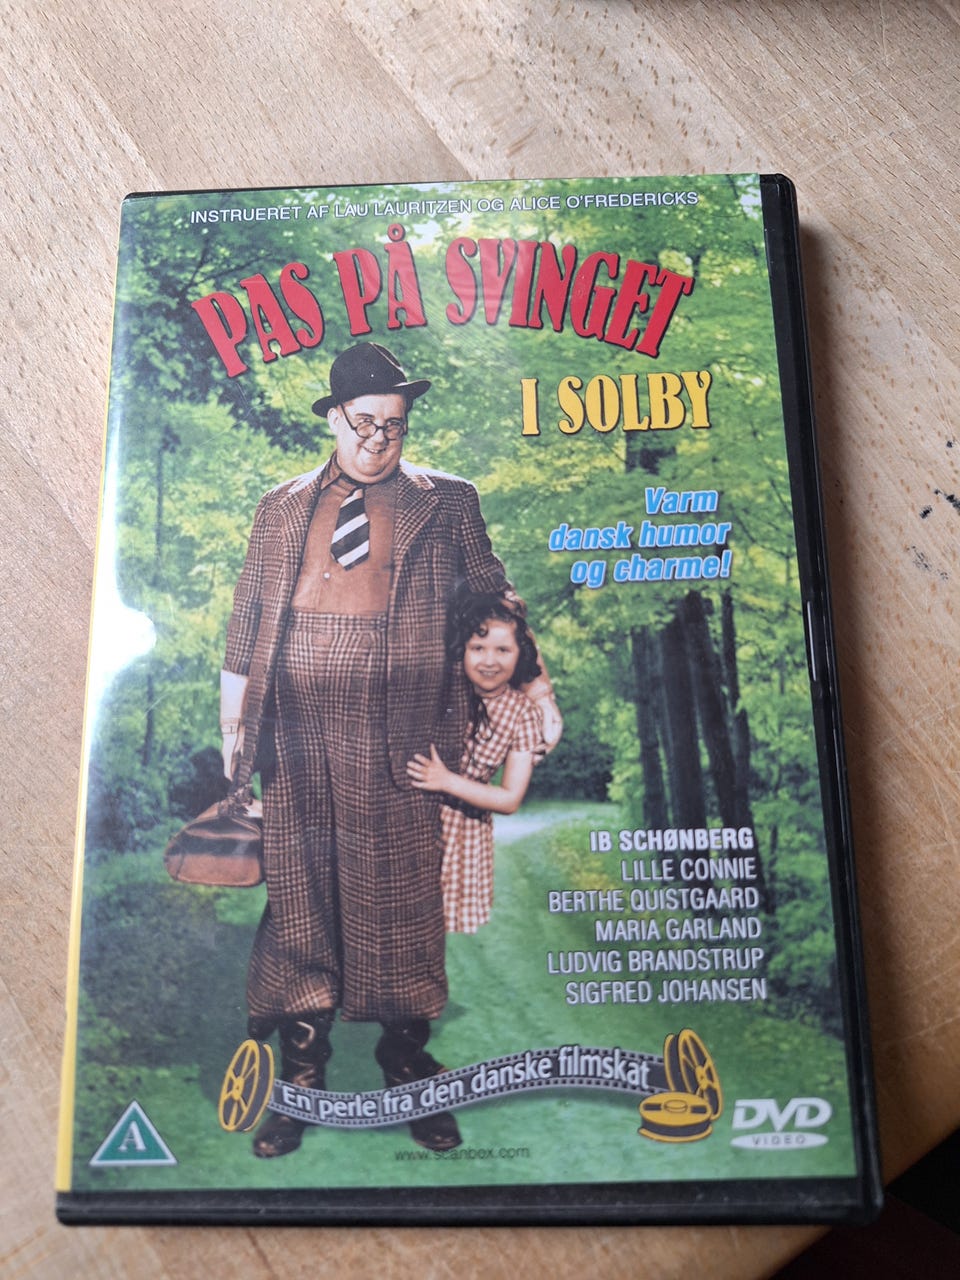 INSTRUERET AF LAU LAURITZEN OG ALICE O'FREDERICKS
PAS PÅ SVINGET
I SOLBY
Varm
dansk humor
og charme!
IB SCHØNBERG
LILLE CONNIE
BERTHE QUISTGAARD
MARIA GARLAND
LUDVIG BRANDSTRUP
SIGFRED JOHANSEN
En perle fra den danske filmskat
A
DVD
VIDEO
www.scanbox.com